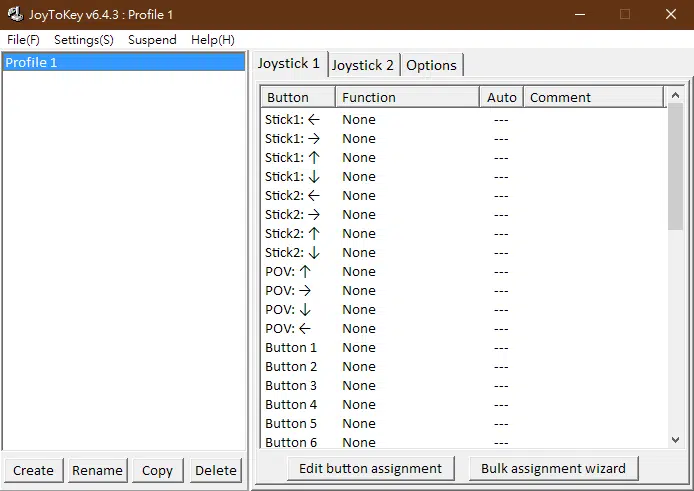 JoyToKey v6.4.3 : Profile 1
File(F) Settings(S) Suspend Help(H)
Profile 1
Joystick 1 Joystick 2 Options
Button Function Auto Comment
Stick1: ← None ---
Stick1: → None ---
Stick1: ↑ None ---
Stick1: ↓ None ---
Stick2: ← None ---
Stick2: → None ---
Stick2: ↑ None ---
Stick2: ↓ None ---
POV: ↑ None ---
POV: → None ---
POV: ↓ None ---
POV: ← None ---
Button 1 None ---
Button 2 None ---
Button 3 None ---
Button 4 None ---
Button 5 None ---
Button 6 None ---
Create Rename Copy Delete
Edit button assignment Bulk assignment wizard